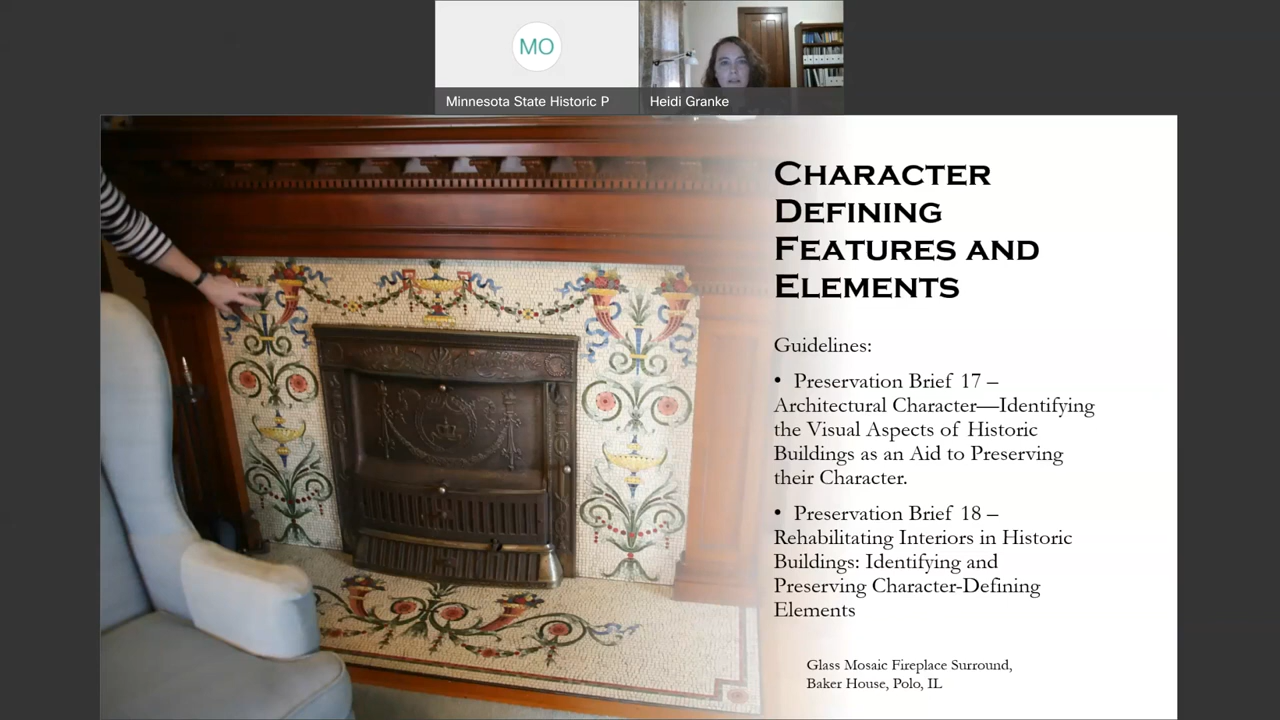 MO
Minnesota State Historic P
Heidi Granke
CHARACTER
DEFINING
FEATURES AND
ELEMENTS
Guidelines:
• Preservation Brief 17 –
Architectural Character—Identifying
the Visual Aspects of Historic
Buildings as an Aid to Preserving
their Character.
• Preservation Brief 18 –
Rehabilitating Interiors in Historic
Buildings: Identifying and
Preserving Character-Defining
Elements
Glass Mosaic Fireplace Surround,
Baker House, Polo, IL